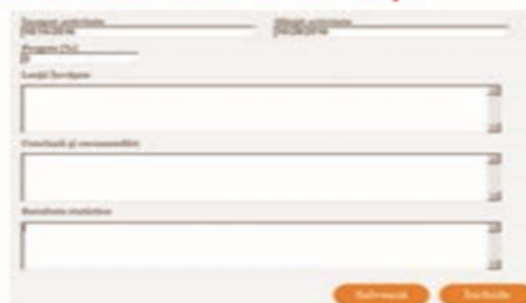 Început activitate Sfârșit activitate
Progres (%)
Lecții învățate
Concluzii și recomandări
Rezultate statistice
Salvează Închide